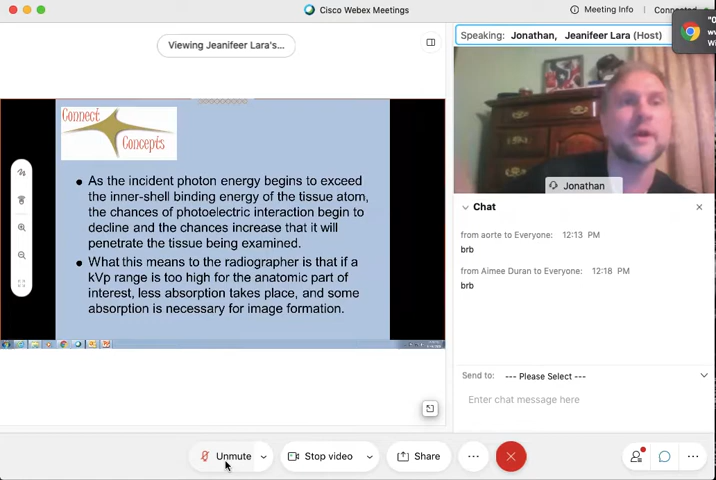 Cisco Webex Meetings
Meeting Info
Connected
Viewing Jeanifeer Lara's...
Speaking: Jonathan, Jeanifeer Lara (Host)
Connect
Concepts
• As the incident photon energy begins to exceed
the inner-shell binding energy of the tissue atom,
the chances of photoelectric interaction begin to
decline and the chances increase that it will
penetrate the tissue being examined.
• What this means to the radiographer is that if a
kVp range is too high for the anatomic part of
interest, less absorption takes place, and some
absorption is necessary for image formation.
Jonathan
Chat
from aorte to Everyone: 12:13 PM
brb
from Aimee Duran to Everyone: 12:18 PM
brb
Send to: --- Please Select ---
Enter chat message here
Unmute
Stop video
Share